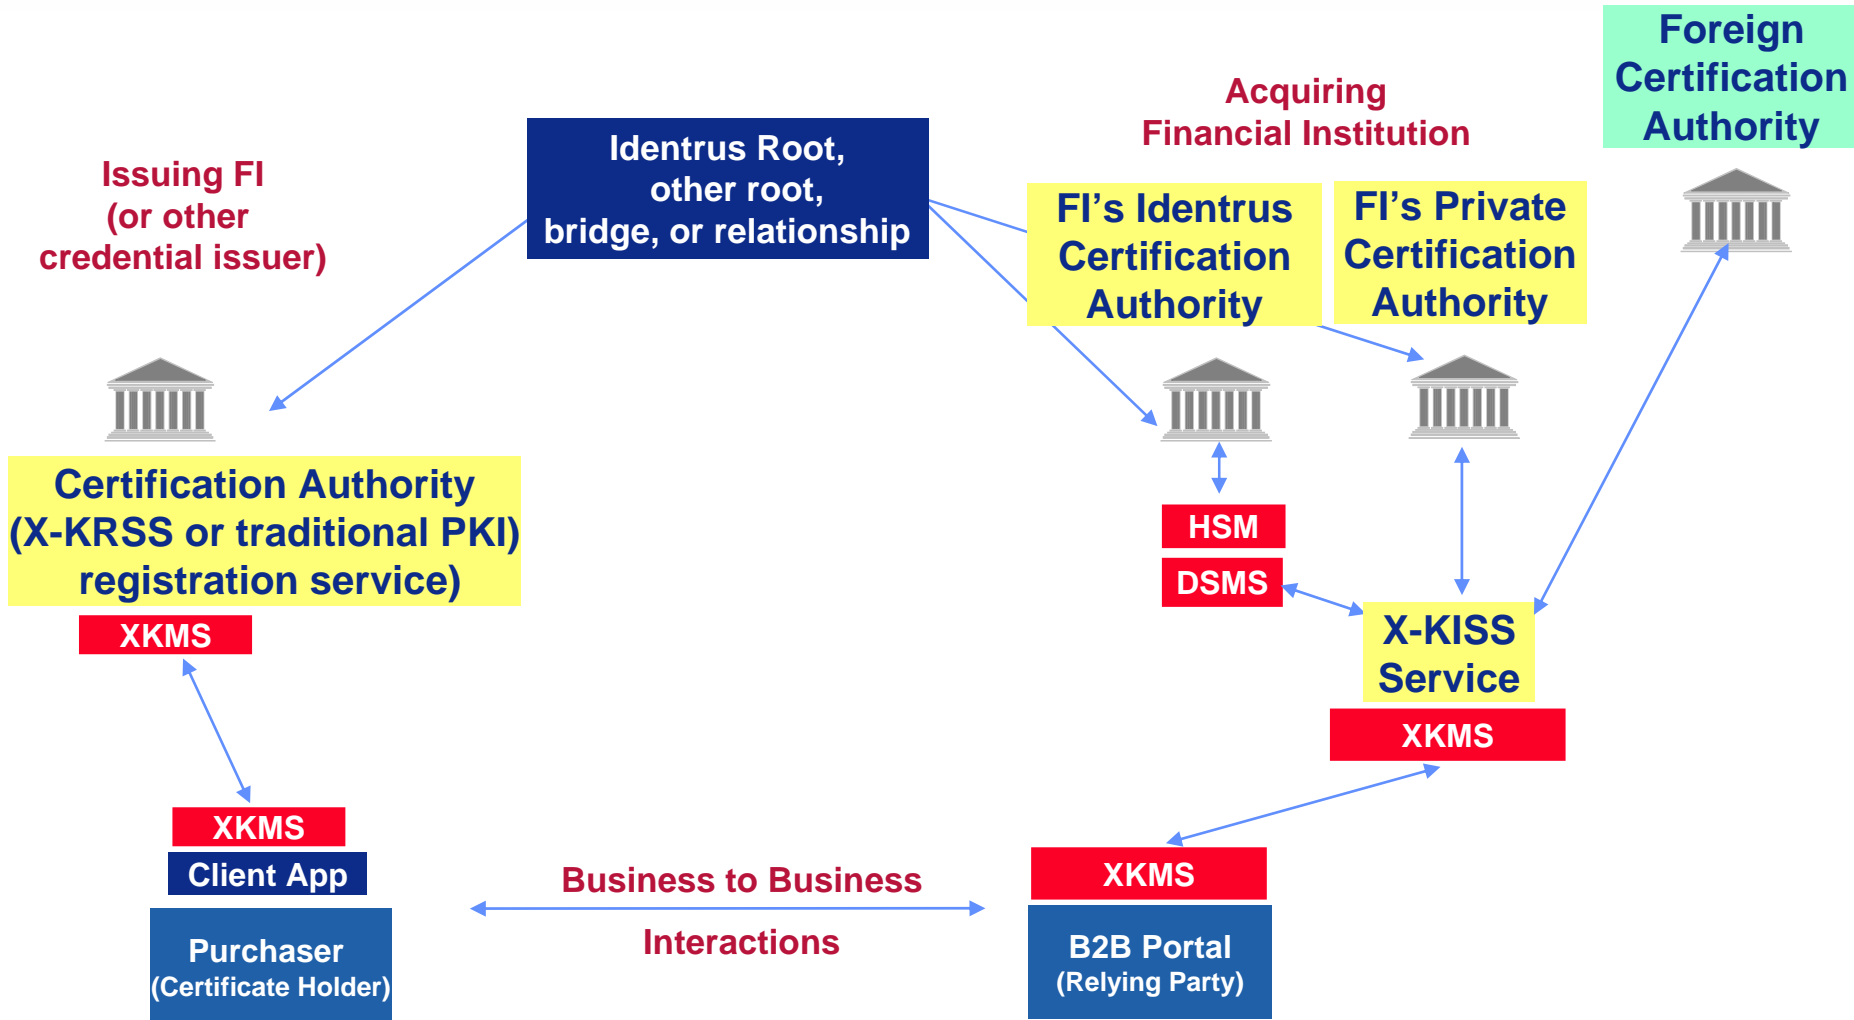 Foreign
Certification
Authority
Acquiring
Financial Institution
Identrus Root,
other root,
bridge, or relationship
Issuing FI
(or other
credential issuer)
FI's Identrus
Certification
Authority
FI's Private
Certification
Authority
Certification Authority
(X-KRSS or traditional PKI)
registration service)
XKMS
HSM
DSMS
X-KISS
Service
XKMS
XKMS
Client App
Purchaser
(Certificate Holder)
Business to Business
Interactions
XKMS
B2B Portal
(Relying Party)